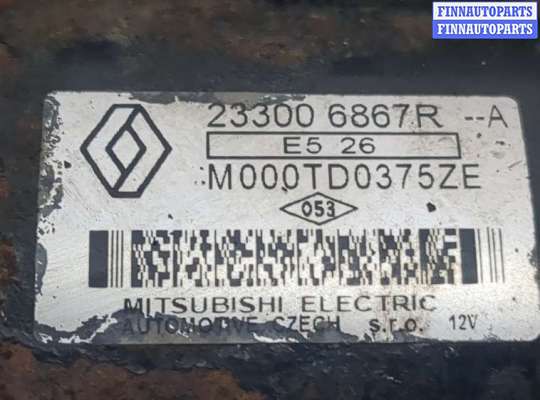 FINNAUTOPARTS
FINNAUTOPARTS
23300 6867R --A
E5 26
M000TD0375ZE
053
MITSUBISHI ELECTRIC
AUTOMOTIVE CZECH s.r.o. 12V